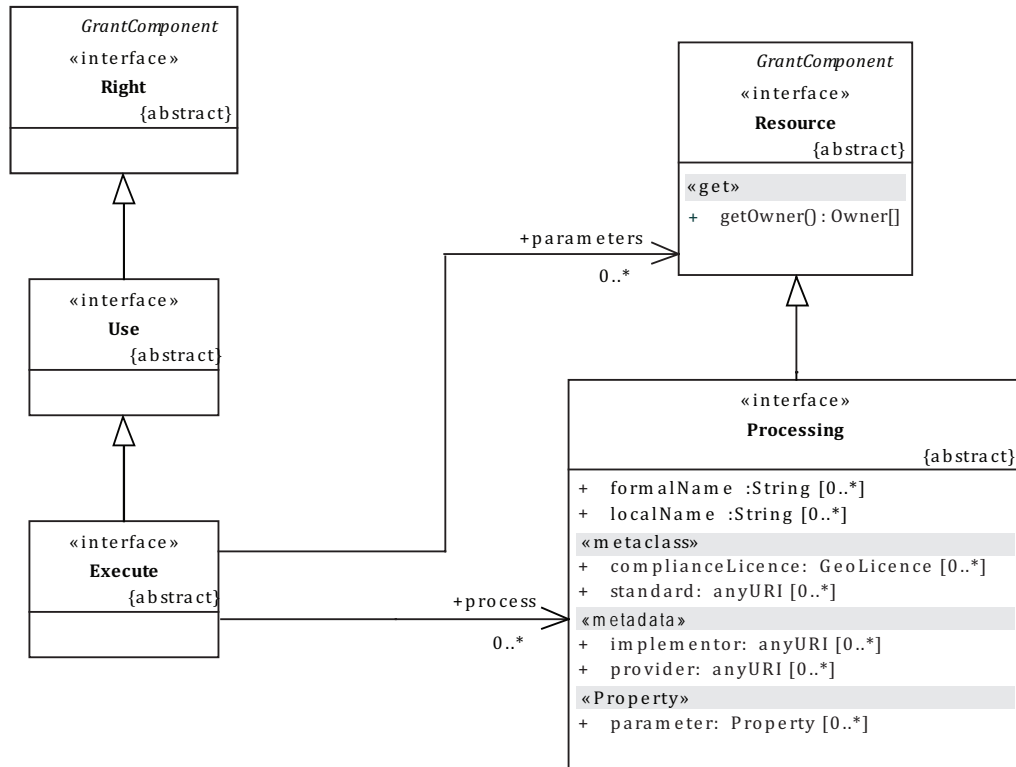 GrantComponent
«interface»
Right
{abstract}
GrantComponent
«interface»
Resource
{abstract}
«get»
+ getOwner() : Owner[]
+parameters
0..*
«interface»
Use
{abstract}
«interface»
Processing
{abstract}
+ formalName :String [0..*]
+ localName :String [0..*]
«metaclass»
+ complianceLicence: GeoLicence [0..*]
+ standard: anyURI [0..*]
«metadata»
+ implementor: anyURI [0..*]
+ provider: anyURI [0..*]
«Property»
+ parameter: Property [0..*]
«interface»
Execute
{abstract}
+process
0..*